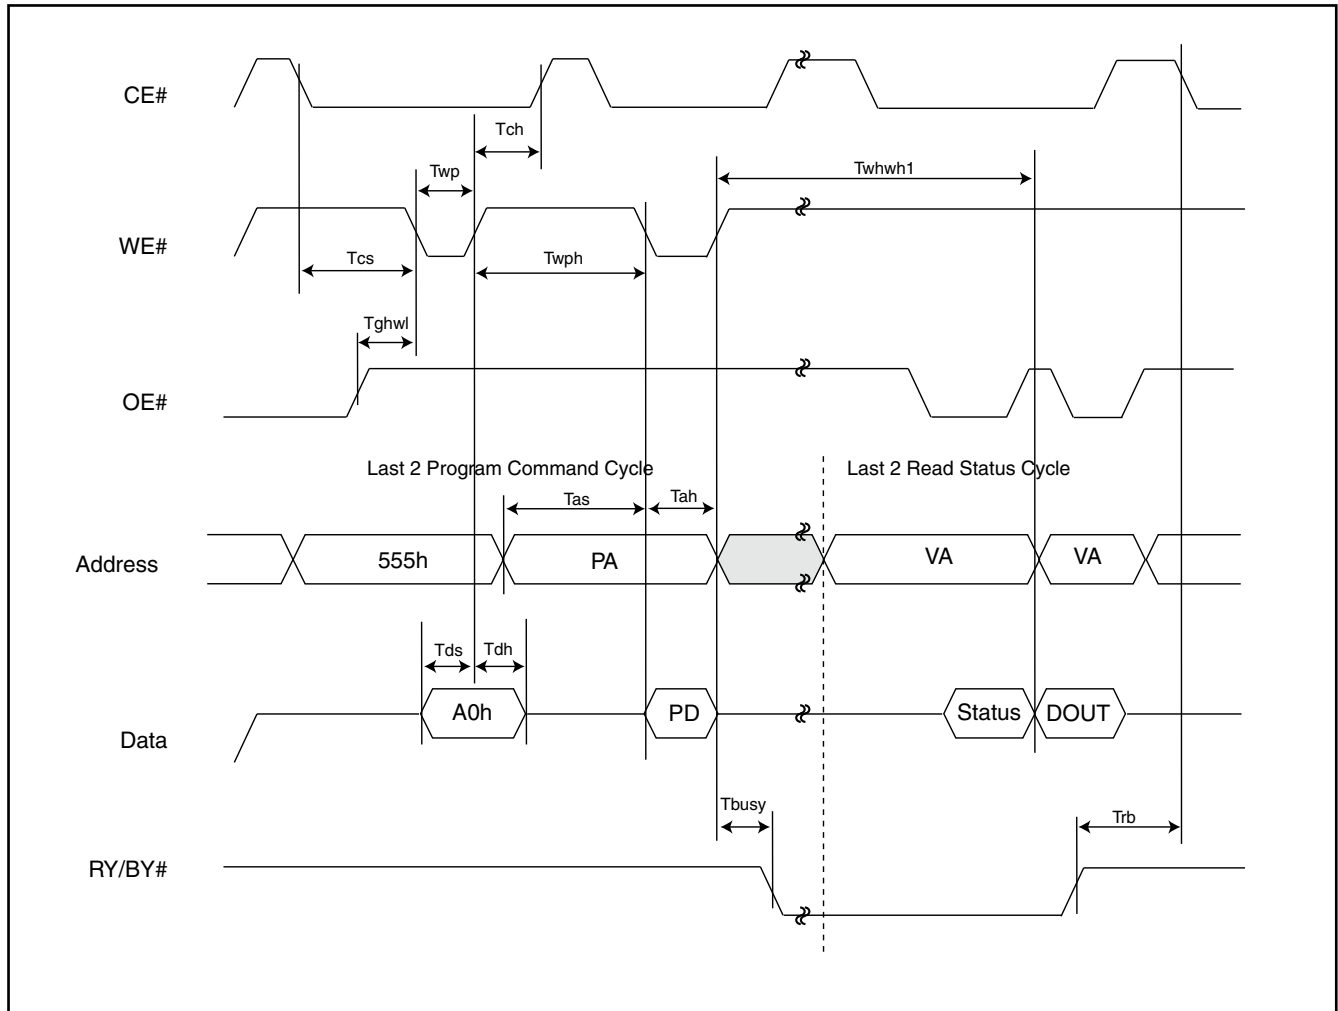 CE#
Tch
Twp
Twhwh1
WE#
Tcs
Twph
Tghwl
OE#
Last 2 Program Command Cycle
Last 2 Read Status Cycle
Tas
Tah
Address
555h
PA
VA
VA
Tds
Tdh
Data
A0h
PD
Status
DOUT
Tbusy
Trb
RY/BY#